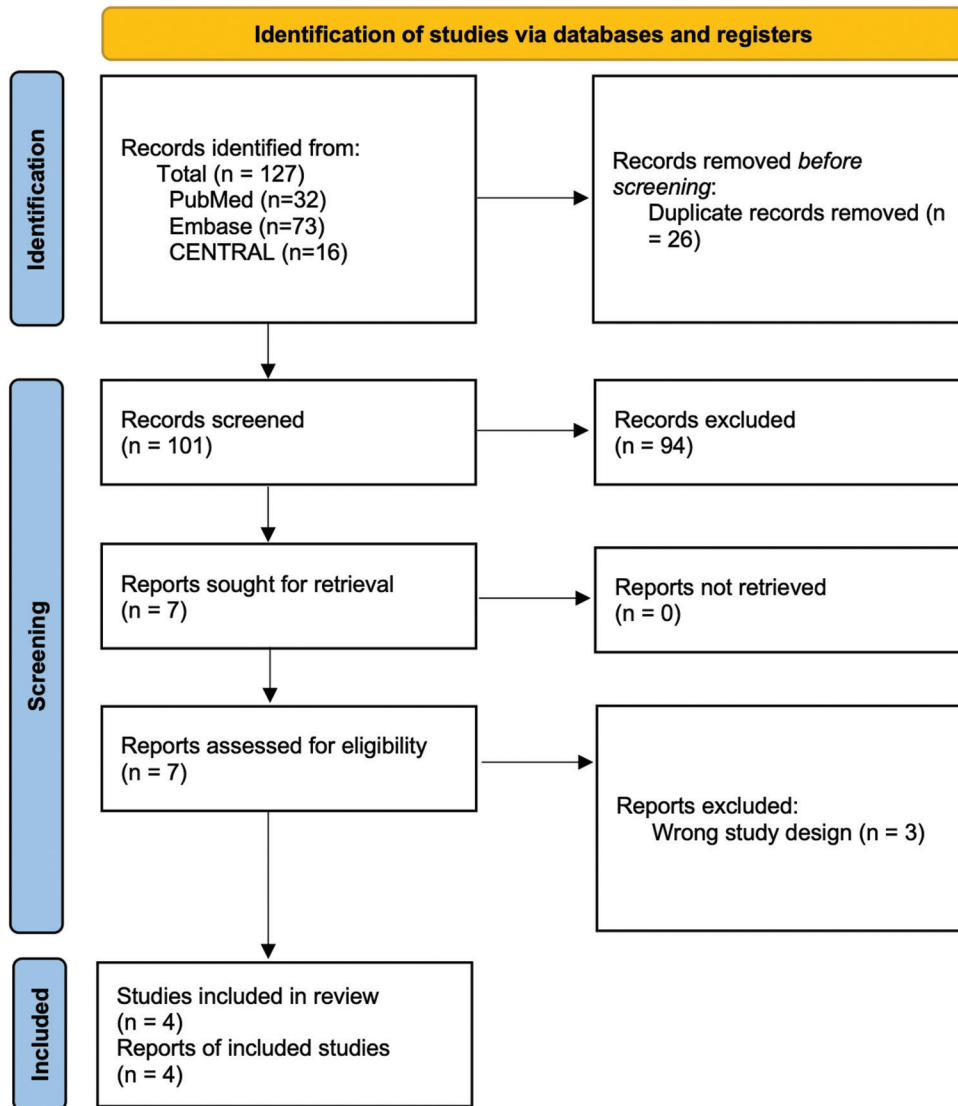 Identification of studies via databases and registers
Identification
Records identified from:
Total (n = 127)
PubMed (n=32)
Embase (n=73)
CENTRAL (n=16)
Records removed before
screening:
Duplicate records removed (n
= 26)
Screening
Records screened
(n = 101)
Records excluded
(n = 94)
Reports sought for retrieval
(n = 7)
Reports not retrieved
(n = 0)
Reports assessed for eligibility
(n = 7)
Reports excluded:
Wrong study design (n = 3)
Included
Studies included in review
(n = 4)
Reports of included studies
(n = 4)